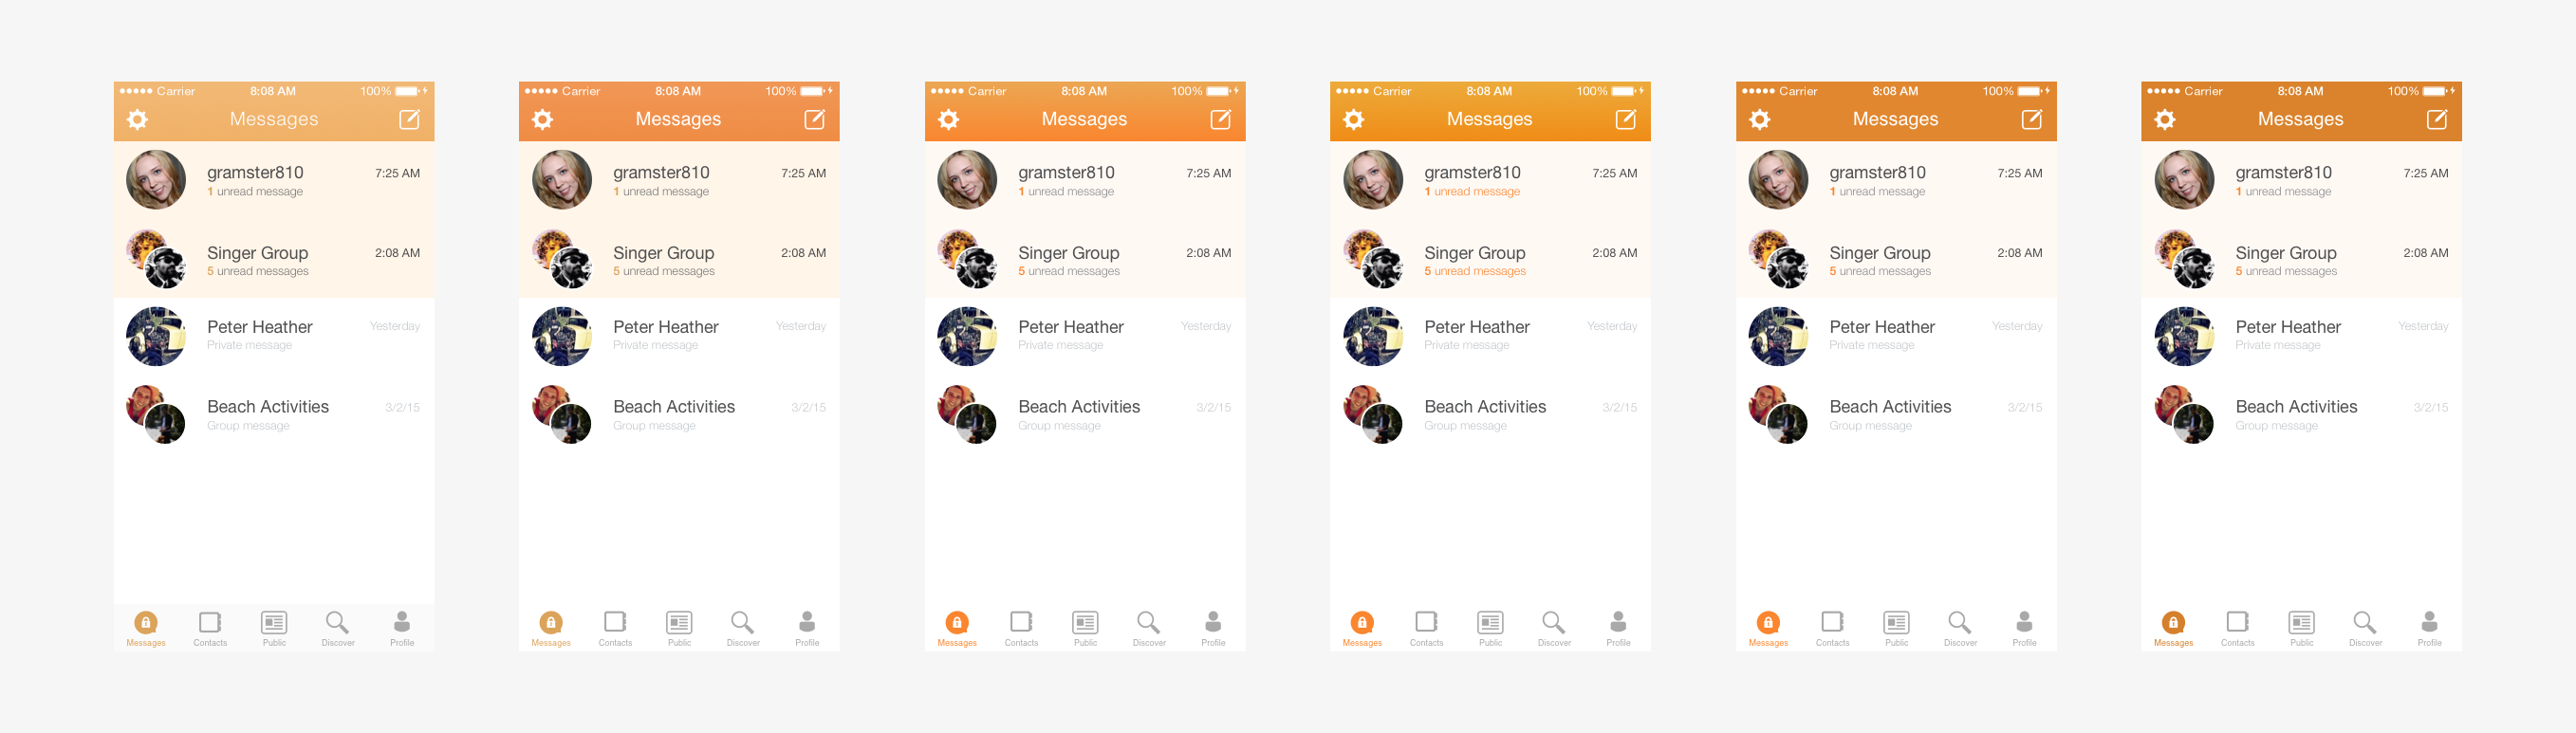 Carrier 8:08 AM 100%
Messages
gramster810 7:25 AM
1 unread message
Singer Group 2:08 AM
5 unread messages
Peter Heather Yesterday
Private message
Beach Activities 3/2/15
Group message
Messages Contacts Public Discover Profile
Carrier 8:08 AM 100%
Messages
gramster810 7:25 AM
1 unread message
Singer Group 2:08 AM
5 unread messages
Peter Heather Yesterday
Private message
Beach Activities 3/2/15
Group message
Messages Contacts Public Discover Profile
Carrier 8:08 AM 100%
Messages
gramster810 7:25 AM
1 unread message
Singer Group 2:08 AM
5 unread messages
Peter Heather Yesterday
Private message
Beach Activities 3/2/15
Group message
Messages Contacts Public Discover Profile
Carrier 8:08 AM 100%
Messages
gramster810 7:25 AM
1 unread message
Singer Group 2:08 AM
5 unread messages
Peter Heather Yesterday
Private message
Beach Activities 3/2/15
Group message
Messages Contacts Public Discover Profile
Carrier 8:08 AM 100%
Messages
gramster810 7:25 AM
1 unread message
Singer Group 2:08 AM
5 unread messages
Peter Heather Yesterday
Private message
Beach Activities 3/2/15
Group message
Messages Contacts Public Discover Profile
Carrier 8:08 AM 100%
Messages
gramster810 7:25 AM
1 unread message
Singer Group 2:08 AM
5 unread messages
Peter Heather Yesterday
Private message
Beach Activities 3/2/15
Group message
Messages Contacts Public Discover Profile